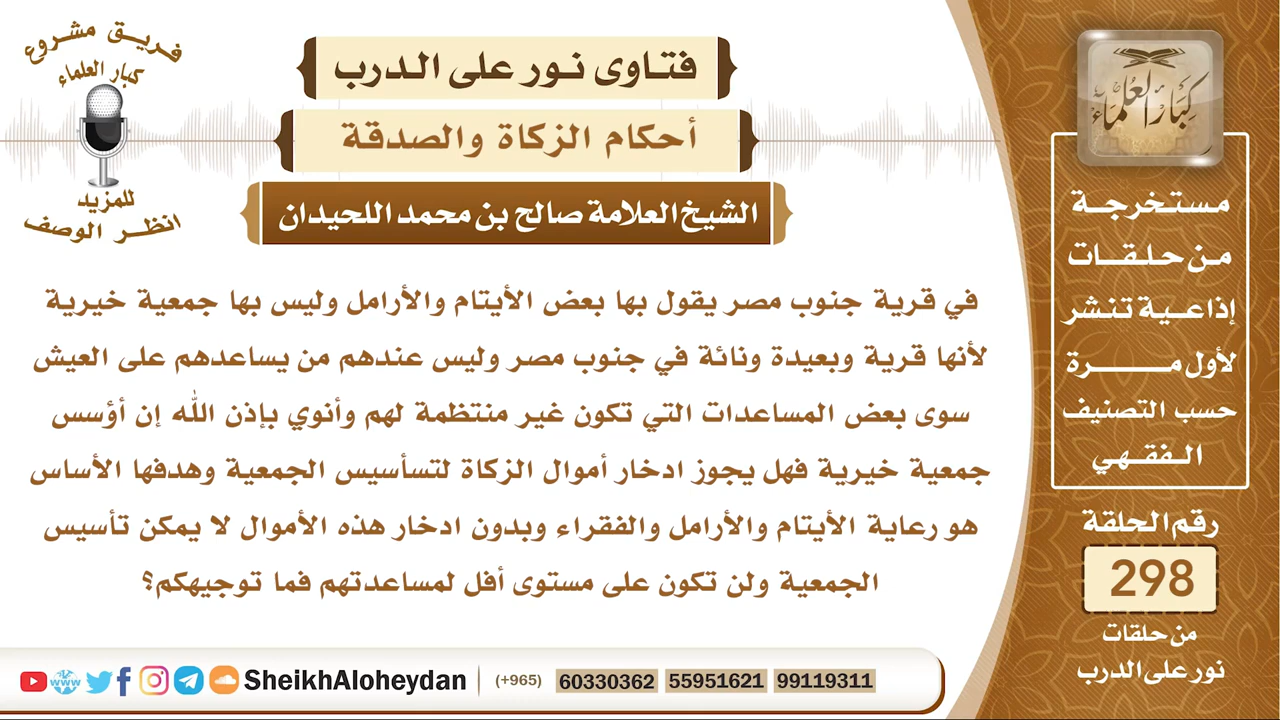 فريق مشروع
كبار العلماء
للمزيد
انظر الوصف
فتاوى نور على الدرب
أحكام الزكاة والصدقة
الشيخ العلامة صالح بن محمد اللحيدان
في قرية جنوب مصر يقول بها بعض الأيتام والأرامل وليس بها جمعية خيرية
لأنها قرية وبعيدة ونائة في جنوب مصر وليس عندهم من يساعدهم على العيش
سوى بعض المساعدات التي تكون غير منتظمة لهم وأنوي بإذن الله إن أؤسس
جمعية خيرية فهل يجوز ادخار أموال الزكاة لتسأسيس الجمعية وهدفها الأساس
هو رعاية الأيتام والأرامل والفقراء وبدون ادخار هذه الأموال لا يمكن تأسيس
الجمعية ولن تكون على مستوى أفل لمساعدتهم فما توجيهكم؟
كبار العلماء
مستخرجة
من حلقات
إذاعية تنشر
لأول مرة
حسب التصنيف
الفقهي
رقم الحلقة
298
من حلقات
نور على الدرب
www SheikhAloheydan (+965) 60330362 55951621 99119311